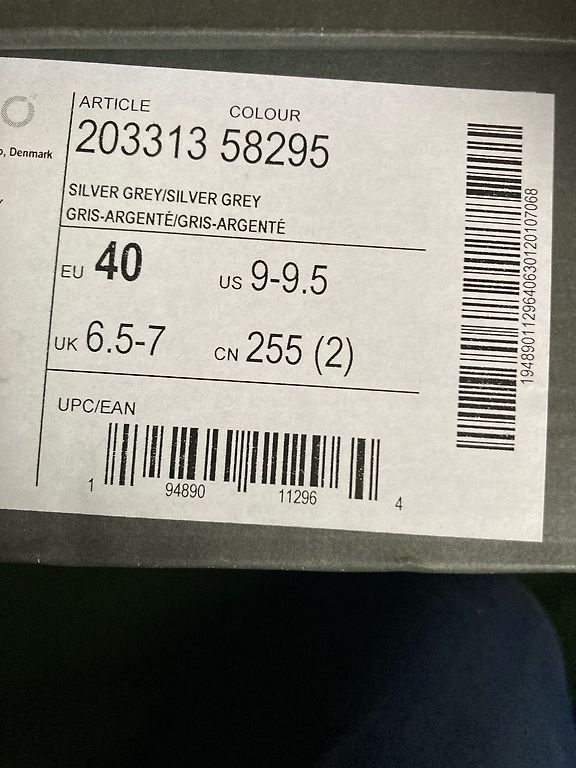 ARTICLE COLOUR
203313 58295
, Denmark
SILVER GREY/SILVER GREY
GRIS-ARGENTÉ/GRIS-ARGENTÉ
EU 40 US 9-9.5
UK 6.5-7 CN 255 (2)
UPC/EAN
1 94890 11296 4
1948901129640630120107068